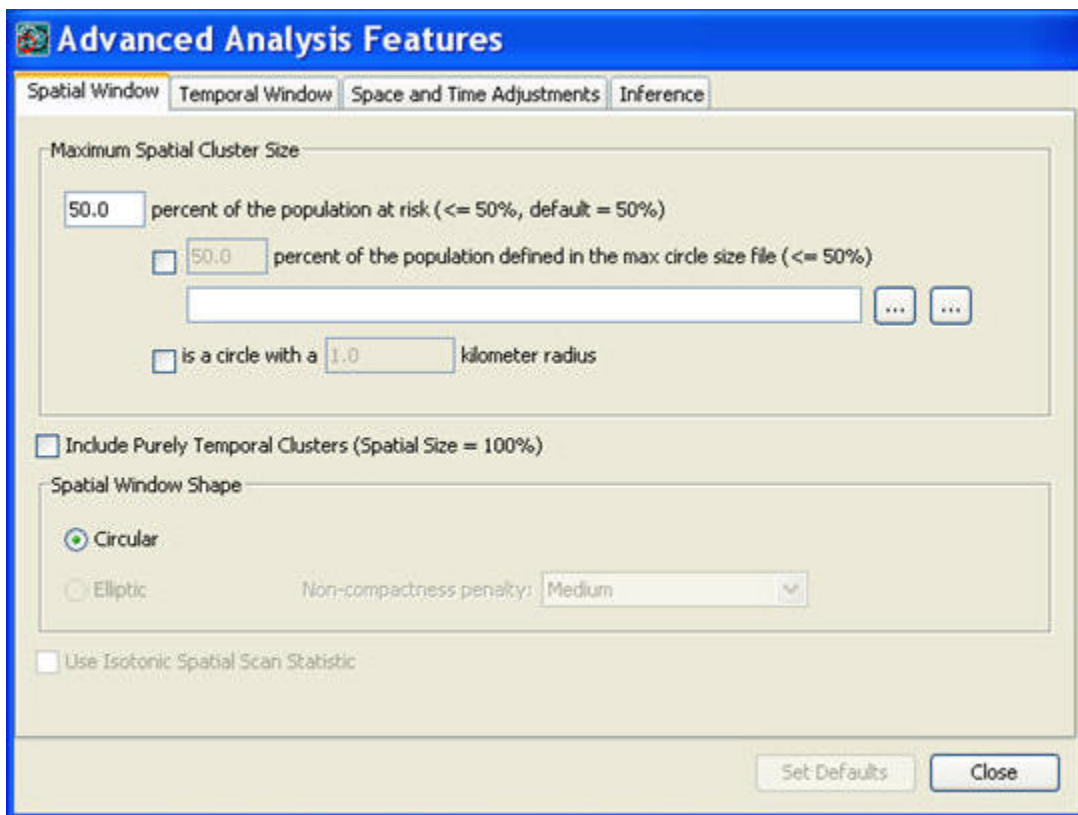 Advanced Analysis Features
Spatial Window Temporal Window Space and Time Adjustments Inference
Maximum Spatial Cluster Size
50.0 percent of the population at risk (<= 50%, default = 50%)
50.0 percent of the population defined in the max circle size file (<= 50%)
... ...
is a circle with a 1.0 kilometer radius
Include Purely Temporal Clusters (Spatial Size = 100%)
Spatial Window Shape
Circular
Elliptic Non-compactness penalty: Medium
Use Isotonic Spatial Scan Statistic
Set Defaults Close